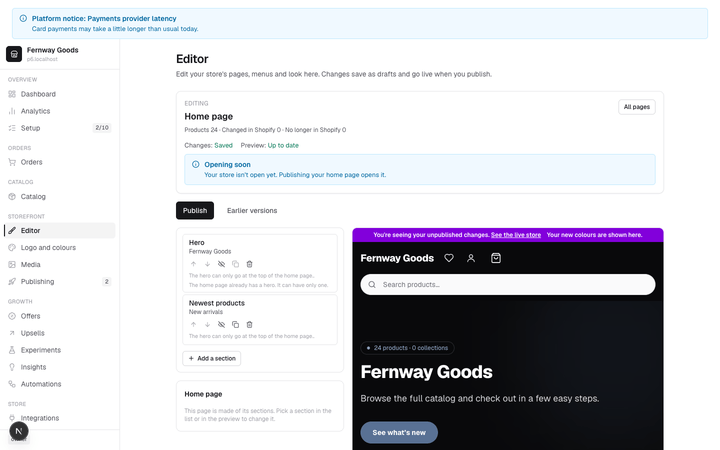 Platform notice: Payments provider latency
Card payments may take a little longer than usual today.
Fernway Goods
OVERVIEW
Dashboard
Analytics
Setup 2/10
ORDERS
Orders
CATALOG
Catalog
STOREFRONT
Editor
Logo and colours
Media
Publishing 2
GROWTH
Offers
Upsells
Experiments
Insights
Automations
STORE
Integrations
N
Editor
Edit your store's pages, menus and look here. Changes save as drafts and go live when you publish.
EDITING
Home page
All pages
Products 24 · Changed in Shopify 0 · No longer in Shopify 0
Changes: Saved Preview: Up to date
Opening soon
Your store isn't open yet. Publishing your home page opens it.
Publish Earlier versions
Hero
Fernway Goods
The hero can only go at the top of the home page.
The home page already has a hero. It can have only one.
Newest products
New arrivals
The hero can only go at the top of the home page.
+ Add a section
Home page
This page is made of its sections. Pick a section in the
list or in the preview to change it.
You're seeing your unpublished changes. See the live store Your new colours are shown here.
Fernway Goods
Search products...
24 products · 0 collections
Fernway Goods
Browse the full catalog and check out in a few easy steps.
See what's new